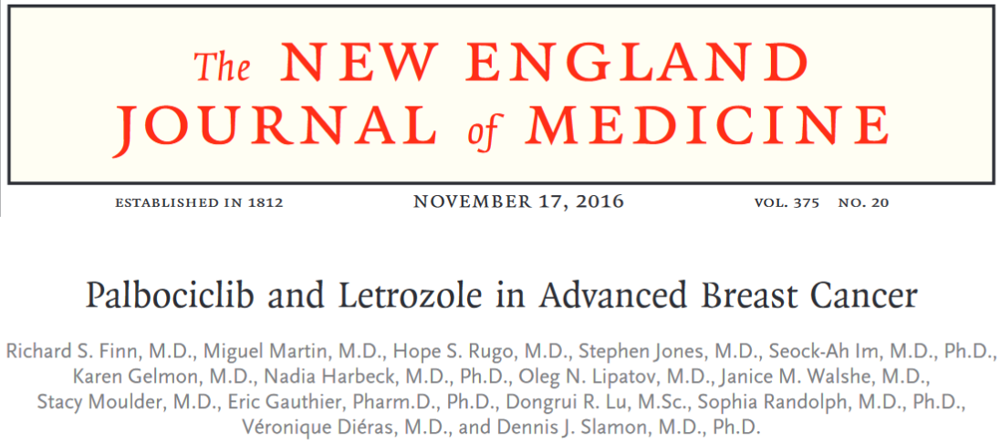 The NEW ENGLAND
JOURNAL of MEDICINE
ESTABLISHED IN 1812 NOVEMBER 17, 2016 VOL. 375 NO. 20
Palbociclib and Letrozole in Advanced Breast Cancer
Richard S. Finn, M.D., Miguel Martin, M.D., Hope S. Rugo, M.D., Stephen Jones, M.D., Seock-Ah Im, M.D., Ph.D.,
Karen Gelmon, M.D., Nadia Harbeck, M.D., Ph.D., Oleg N. Lipatov, M.D., Janice M. Walshe, M.D.,
Stacy Moulder, M.D., Eric Gauthier, Pharm.D., Ph.D., Dongrui R. Lu, M.Sc., Sophia Randolph, M.D., Ph.D.,
Véronique Diéras, M.D., and Dennis J. Slamon, M.D., Ph.D.